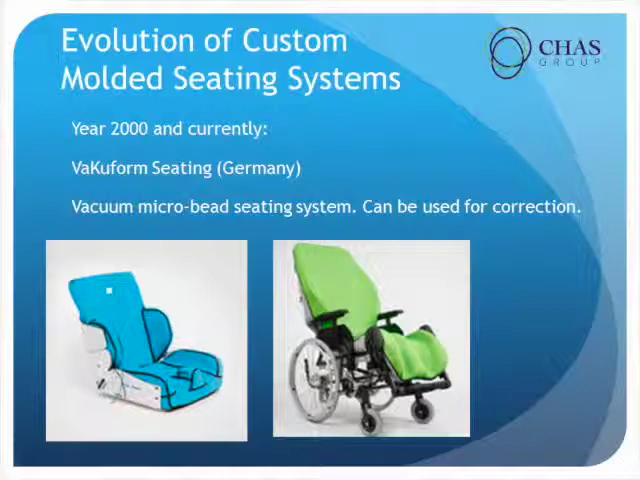 Evolution of Custom
Molded Seating Systems
CHAS
GROUP
Year 2000 and currently:
VaKuform Seating (Germany)
Vacuum micro-bead seating system. Can be used for correction.